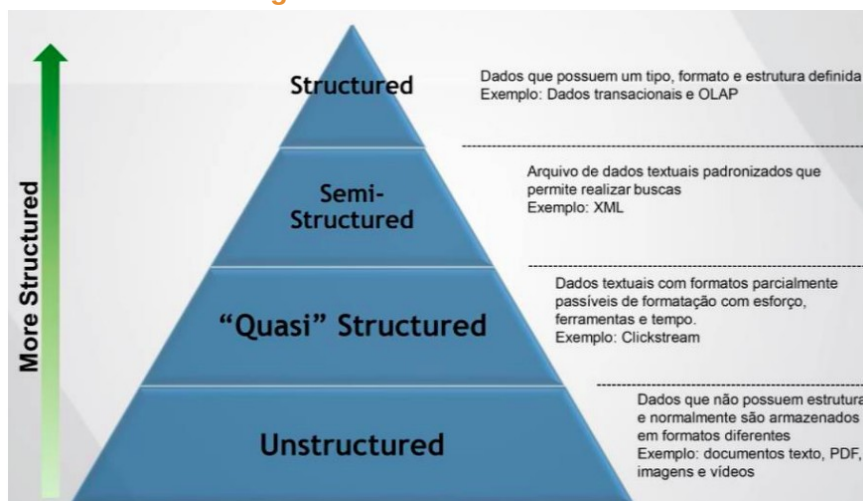 Structured
Dados que possuem um tipo, formato e estrutura definida
Exemplo: Dados transacionais e OLAP
Semi-
Structured
Arquivo de dados textuais padronizados que
permite realizar buscas
Exemplo: XML
“Quasi” Structured
Dados textuais com formatos parcialmente
passíveis de formatação com esforço,
ferramentas e tempo.
Exemplo: Clickstream
Unstructured
Dados que não possuem estrutura
e normalmente são armazenados
em formatos diferentes
Exemplo: documentos texto, PDF,
imagens e vídeos
More Structured